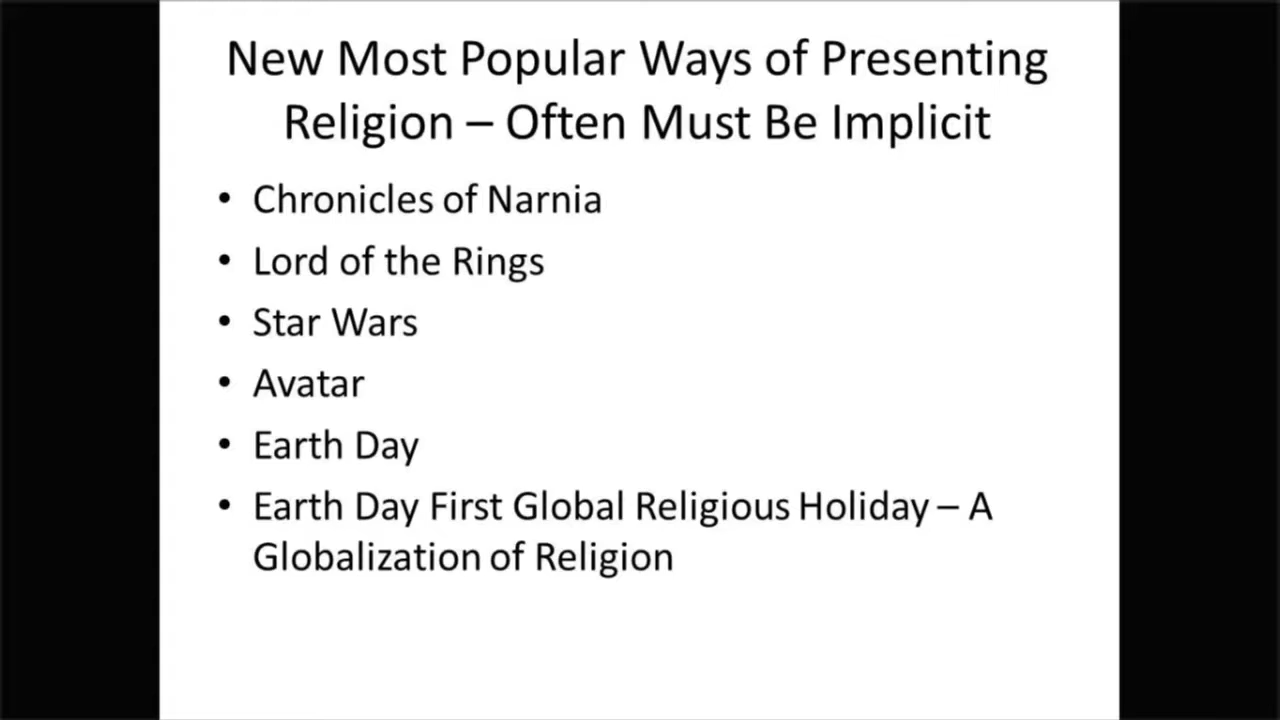 New Most Popular Ways of Presenting
Religion – Often Must Be Implicit
• Chronicles of Narnia
• Lord of the Rings
• Star Wars
• Avatar
• Earth Day
• Earth Day First Global Religious Holiday – A
Globalization of Religion